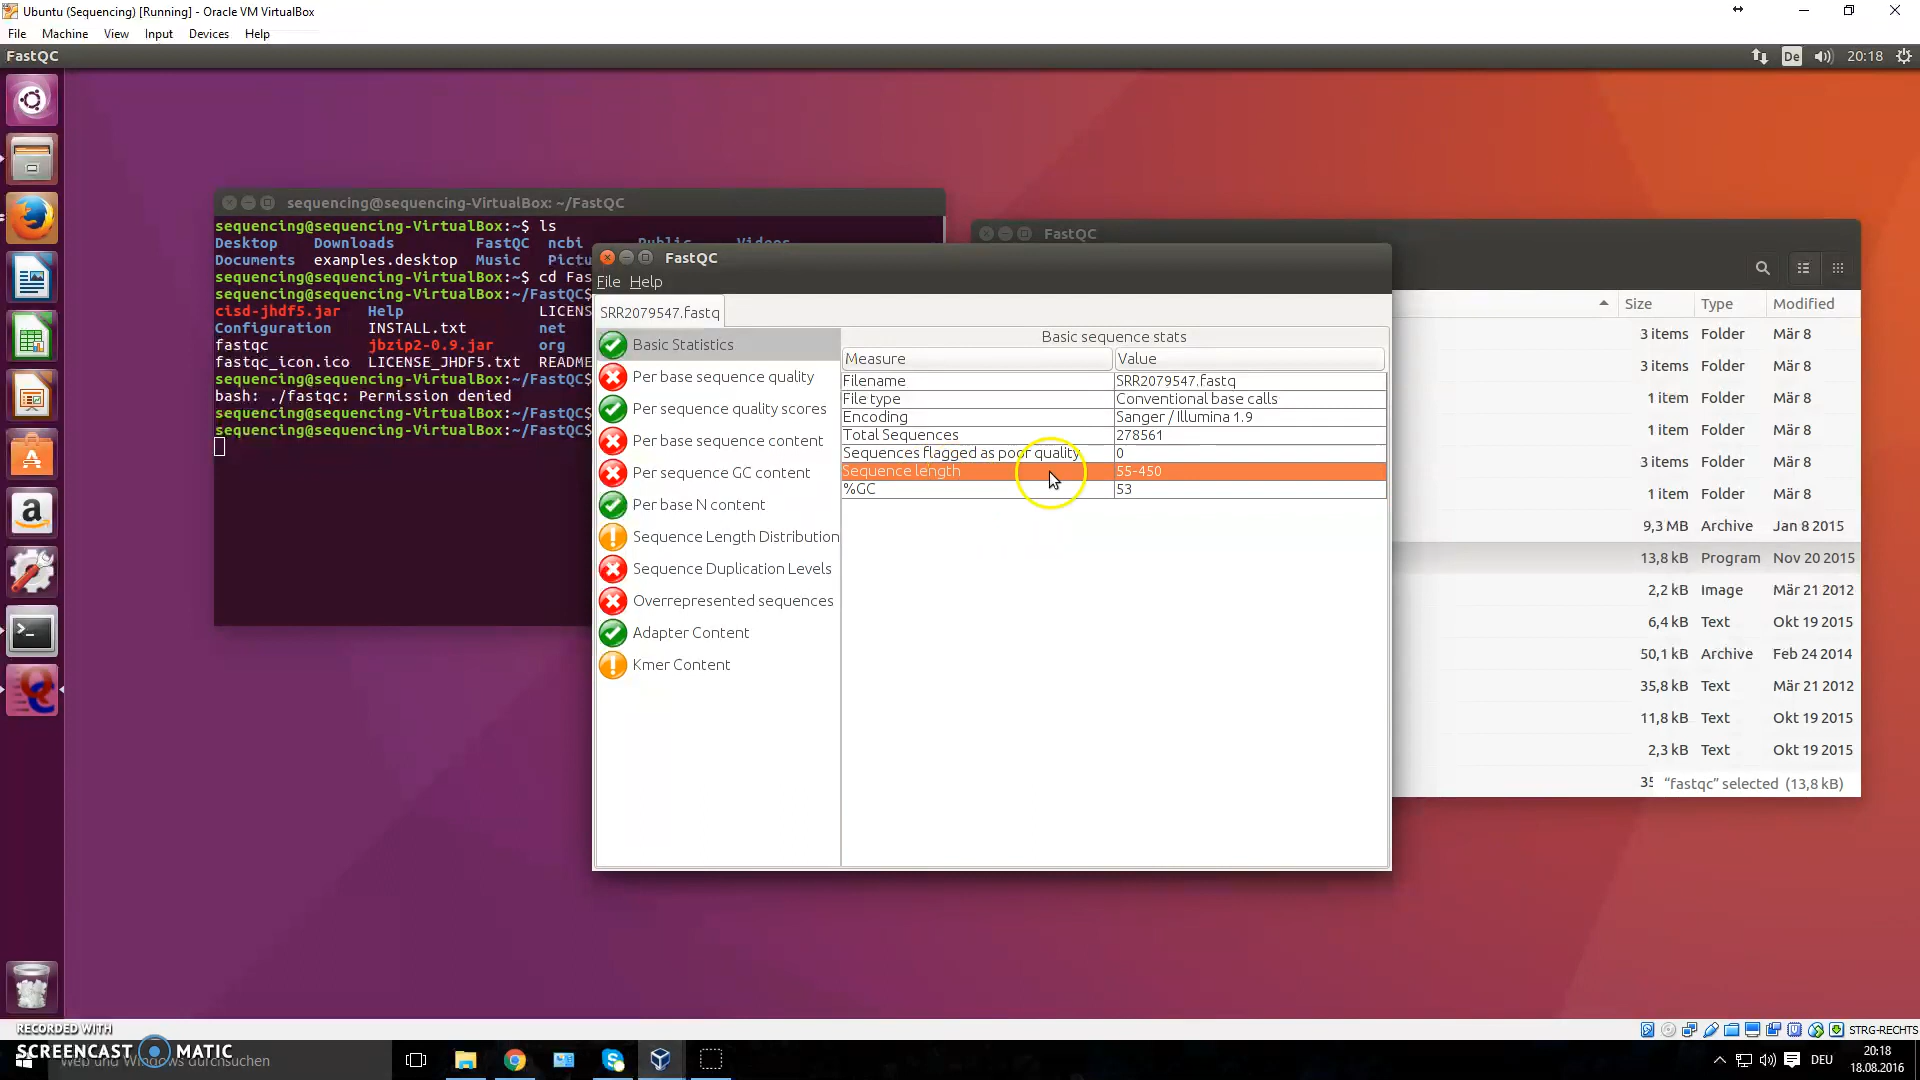 Ubuntu (Sequencing) [Running] - Oracle VM VirtualBox
File Machine View Input Devices Help
FastQC
De 20:18
sequencing@sequencing-VirtualBox: ~/FastQC
sequencing@sequencing-VirtualBox:~$ ls
Desktop Downloads FastQC ncbi Public Videos
Documents examples.desktop Music Pictu
sequencing@sequencing-VirtualBox:~$ cd Fas
sequencing@sequencing-VirtualBox:~/FastQC$
cisd-jhdf5.jar Help LICENS
Configuration INSTALL.txt net
fastqc jbzip2-0.9.jar org
fastqc_icon.ico LICENSE_JHDF5.txt README
sequencing@sequencing-VirtualBox:~/FastQC$
bash: ./fastqc: Permission denied
sequencing@sequencing-VirtualBox:~/FastQC$
sequencing@sequencing-VirtualBox:~/FastQC$
FastQC
File Help
SRR2079547.fastq
Basic Statistics
Per base sequence quality
Per sequence quality scores
Per base sequence content
Per sequence GC content
Per base N content
Sequence Length Distribution
Sequence Duplication Levels
Overrepresented sequences
Adapter Content
Kmer Content
Basic sequence stats
Measure Value
Filename SRR2079547.fastq
File type Conventional base calls
Encoding Sanger / Illumina 1.9
Total Sequences 278561
Sequences flagged as poor quality 0
Sequence length 55-450
%GC 53
FastQC
Size Type Modified
3 items Folder Mär 8
3 items Folder Mär 8
1 item Folder Mär 8
1 item Folder Mär 8
3 items Folder Mär 8
1 item Folder Mär 8
9,3 MB Archive Jan 8 2015
13,8 kB Program Nov 20 2015
2,2 kB Image Mär 21 2012
6,4 kB Text Okt 19 2015
50,1 kB Archive Feb 24 2014
35,8 kB Text Mär 21 2012
11,8 kB Text Okt 19 2015
2,3 kB Text Okt 19 2015
35 "fastqc" selected (13,8 kB)
STRG-RECHTS
RECORDED WITH
SCREENCAST MATIC
Web und Windows durchsuchen
DEU
20:18
18.08.2016